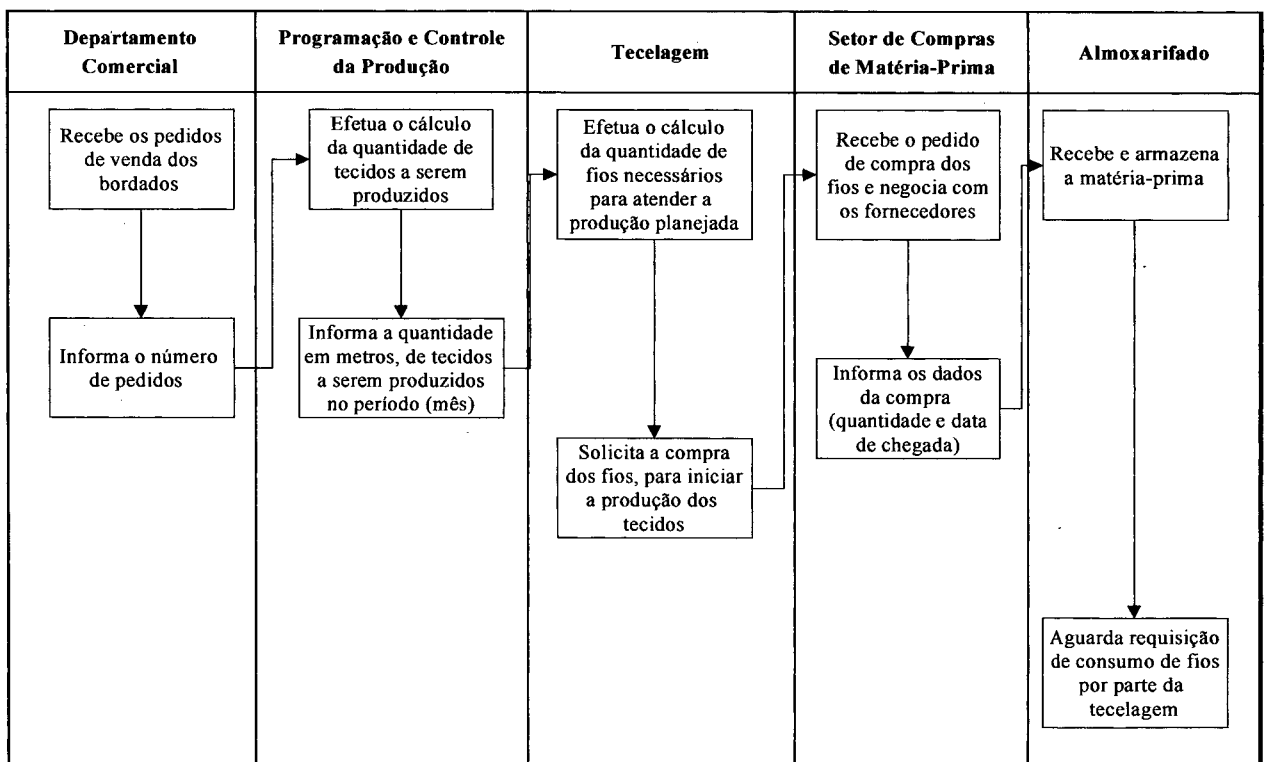 Departamento
Comercial
Programação e Controle
da Produção
Tecelagem
Setor de Compras
de Matéria-Prima
Almoxarifado
Recebe os pedidos
de venda dos
bordados
Informa o número
de pedidos
Efetua o cálculo
da quantidade de
tecidos a serem
produzidos
Informa a quantidade
em metros, de tecidos
a serem produzidos
no período (mês)
Efetua o cálculo
da quantidade de
fios necessários
para atender a
produção planejada
Solicita a compra
dos fios, para iniciar
a produção dos
tecidos
Recebe o pedido
de compra dos
fios e negocia com
os fornecedores
Informa os dados
da compra
(quantidade e data
de chegada)
Recebe e armazena
a matéria-prima
Aguarda requisição
de consumo de fios
por parte da
tecelagem